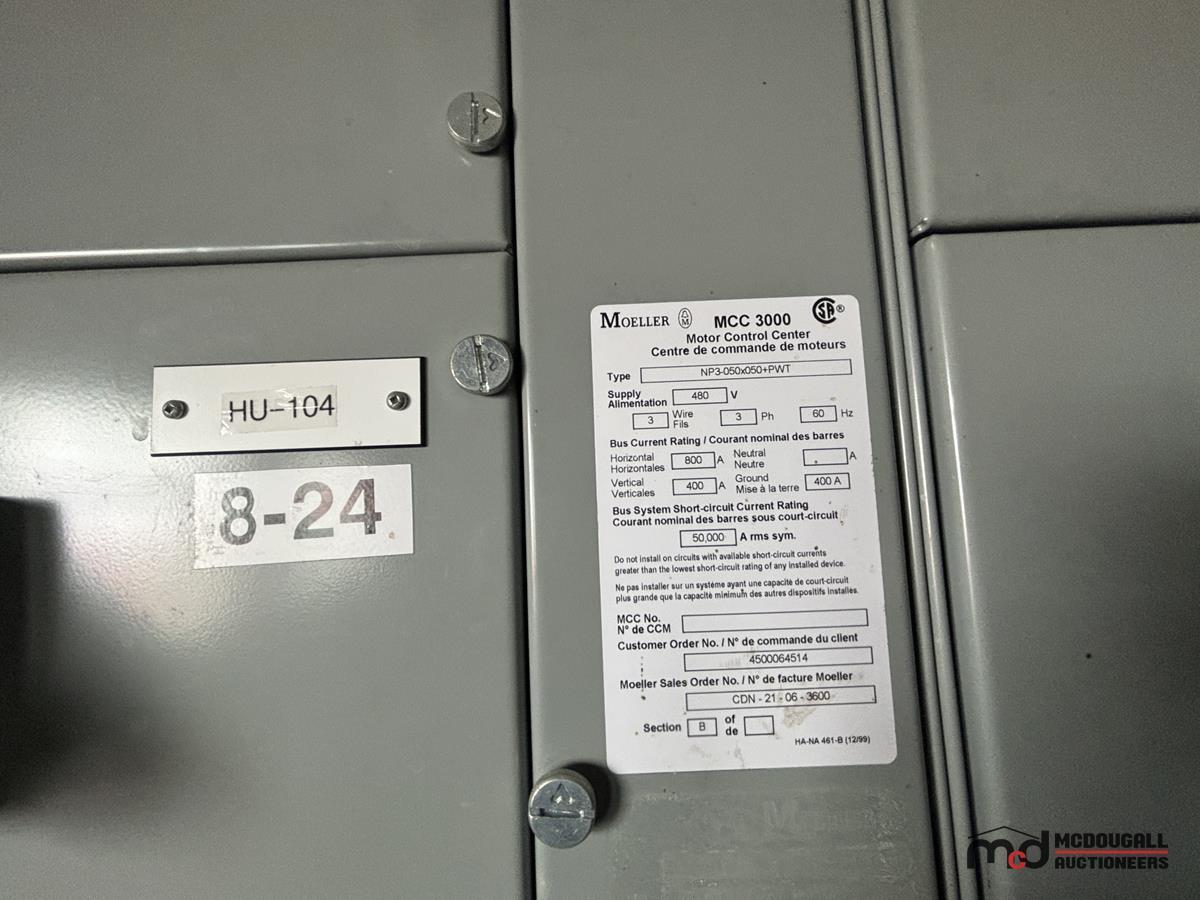 HU-104
8-24
MOELLER MCC 3000 SA®
Motor Control Center
Centre de commande de moteurs
Type NP3-050x050+PWT
Supply
Alimentation 480 V
3 Wire
Fils 3 Ph 60 Hz
Bus Current Rating / Courant nominal des barres
Horizontal
Horizontales 800 A Neutral
Neutre A
Vertical
Verticales 400 A Ground
Mise à la terre 400 A
Bus System Short-circuit Current Rating
Courant nominal des barres sous court-circuit
50,000 A rms sym.
Do not install on circuits with available short-circuit currents
greater than the lowest short-circuit rating of any installed device.
Ne pas installer sur un système ayant une capacité de court-circuit
plus grande que la capacité minimum des autres dispositifs installés.
MCC No.
N° de CCM
Customer Order No. / N° de commande du client
4500064514
Moeller Sales Order No. / N° de facture Moeller
CDN - 21 - 06 - 3600
Section B of
de
HA-NA 461-B (12/99)
mcd MCDOUGALL
AUCTIONEERS